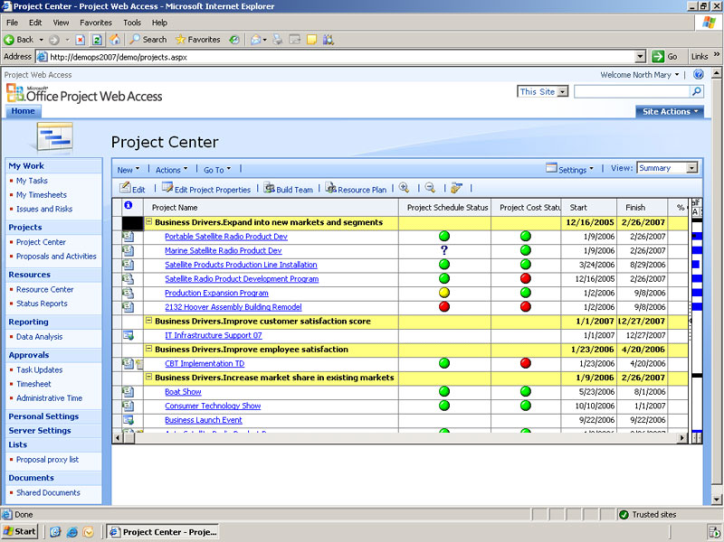 Project Center - Project Web Access - Microsoft Internet Explorer
File Edit View Favorites Tools Help
Back Search Favorites
Address http://demops2007/demo/projects.aspx Go Links »
Project Web Access Welcome North Mary
Microsoft
Office Project Web Access This Site
Home Site Actions
Project Center
New Actions Go To Settings View: Summary
Edit Edit Project Properties Build Team Resource Plan
Project Name Project Schedule Status Project Cost Statu Start Finish %
Business Drivers.Expand into new markets and segments 12/16/2005 2/26/2007
Portable Satellite Radio Product Dev 1/9/2006 2/26/2007
Marine Satellite Radio Product Dev ? 1/9/2006 2/26/2007
Satellite Products Production Line Installation 3/24/2006 8/29/2006
Satellite Radio Product Development Program 12/16/2005 2/26/2007
Production Expansion Program 1/2/2006 9/8/2006
2132 Hoover Assembly Building Remodel 1/2/2006 9/8/2006
Business Drivers.Improve customer satisfaction score 1/1/2007 12/27/2007
IT Infrastructure Support 07 1/1/2007 12/27/2007
Business Drivers.Improve employee satisfaction 1/23/2006 4/20/2006
CBT Implementation TD 1/23/2006 4/20/2006
Business Drivers.Increase market share in existing markets 1/9/2006 2/26/2007
Boat Show 5/23/2006 8/1/2006
Consumer Technology Show 10/10/2006 1/1/2007
Business Launch Event 9/22/2006 9/22/2006
My Work
My Tasks
My Timesheets
Issues and Risks
Projects
Project Center
Proposals and Activities
Resources
Resource Center
Status Reports
Reporting
Data Analysis
Approvals
Task Updates
Timesheet
Administrative Time
Personal Settings
Server Settings
Lists
Proposal proxy list
Documents
Shared Documents
Done Trusted sites
Start Project Center - Proje...